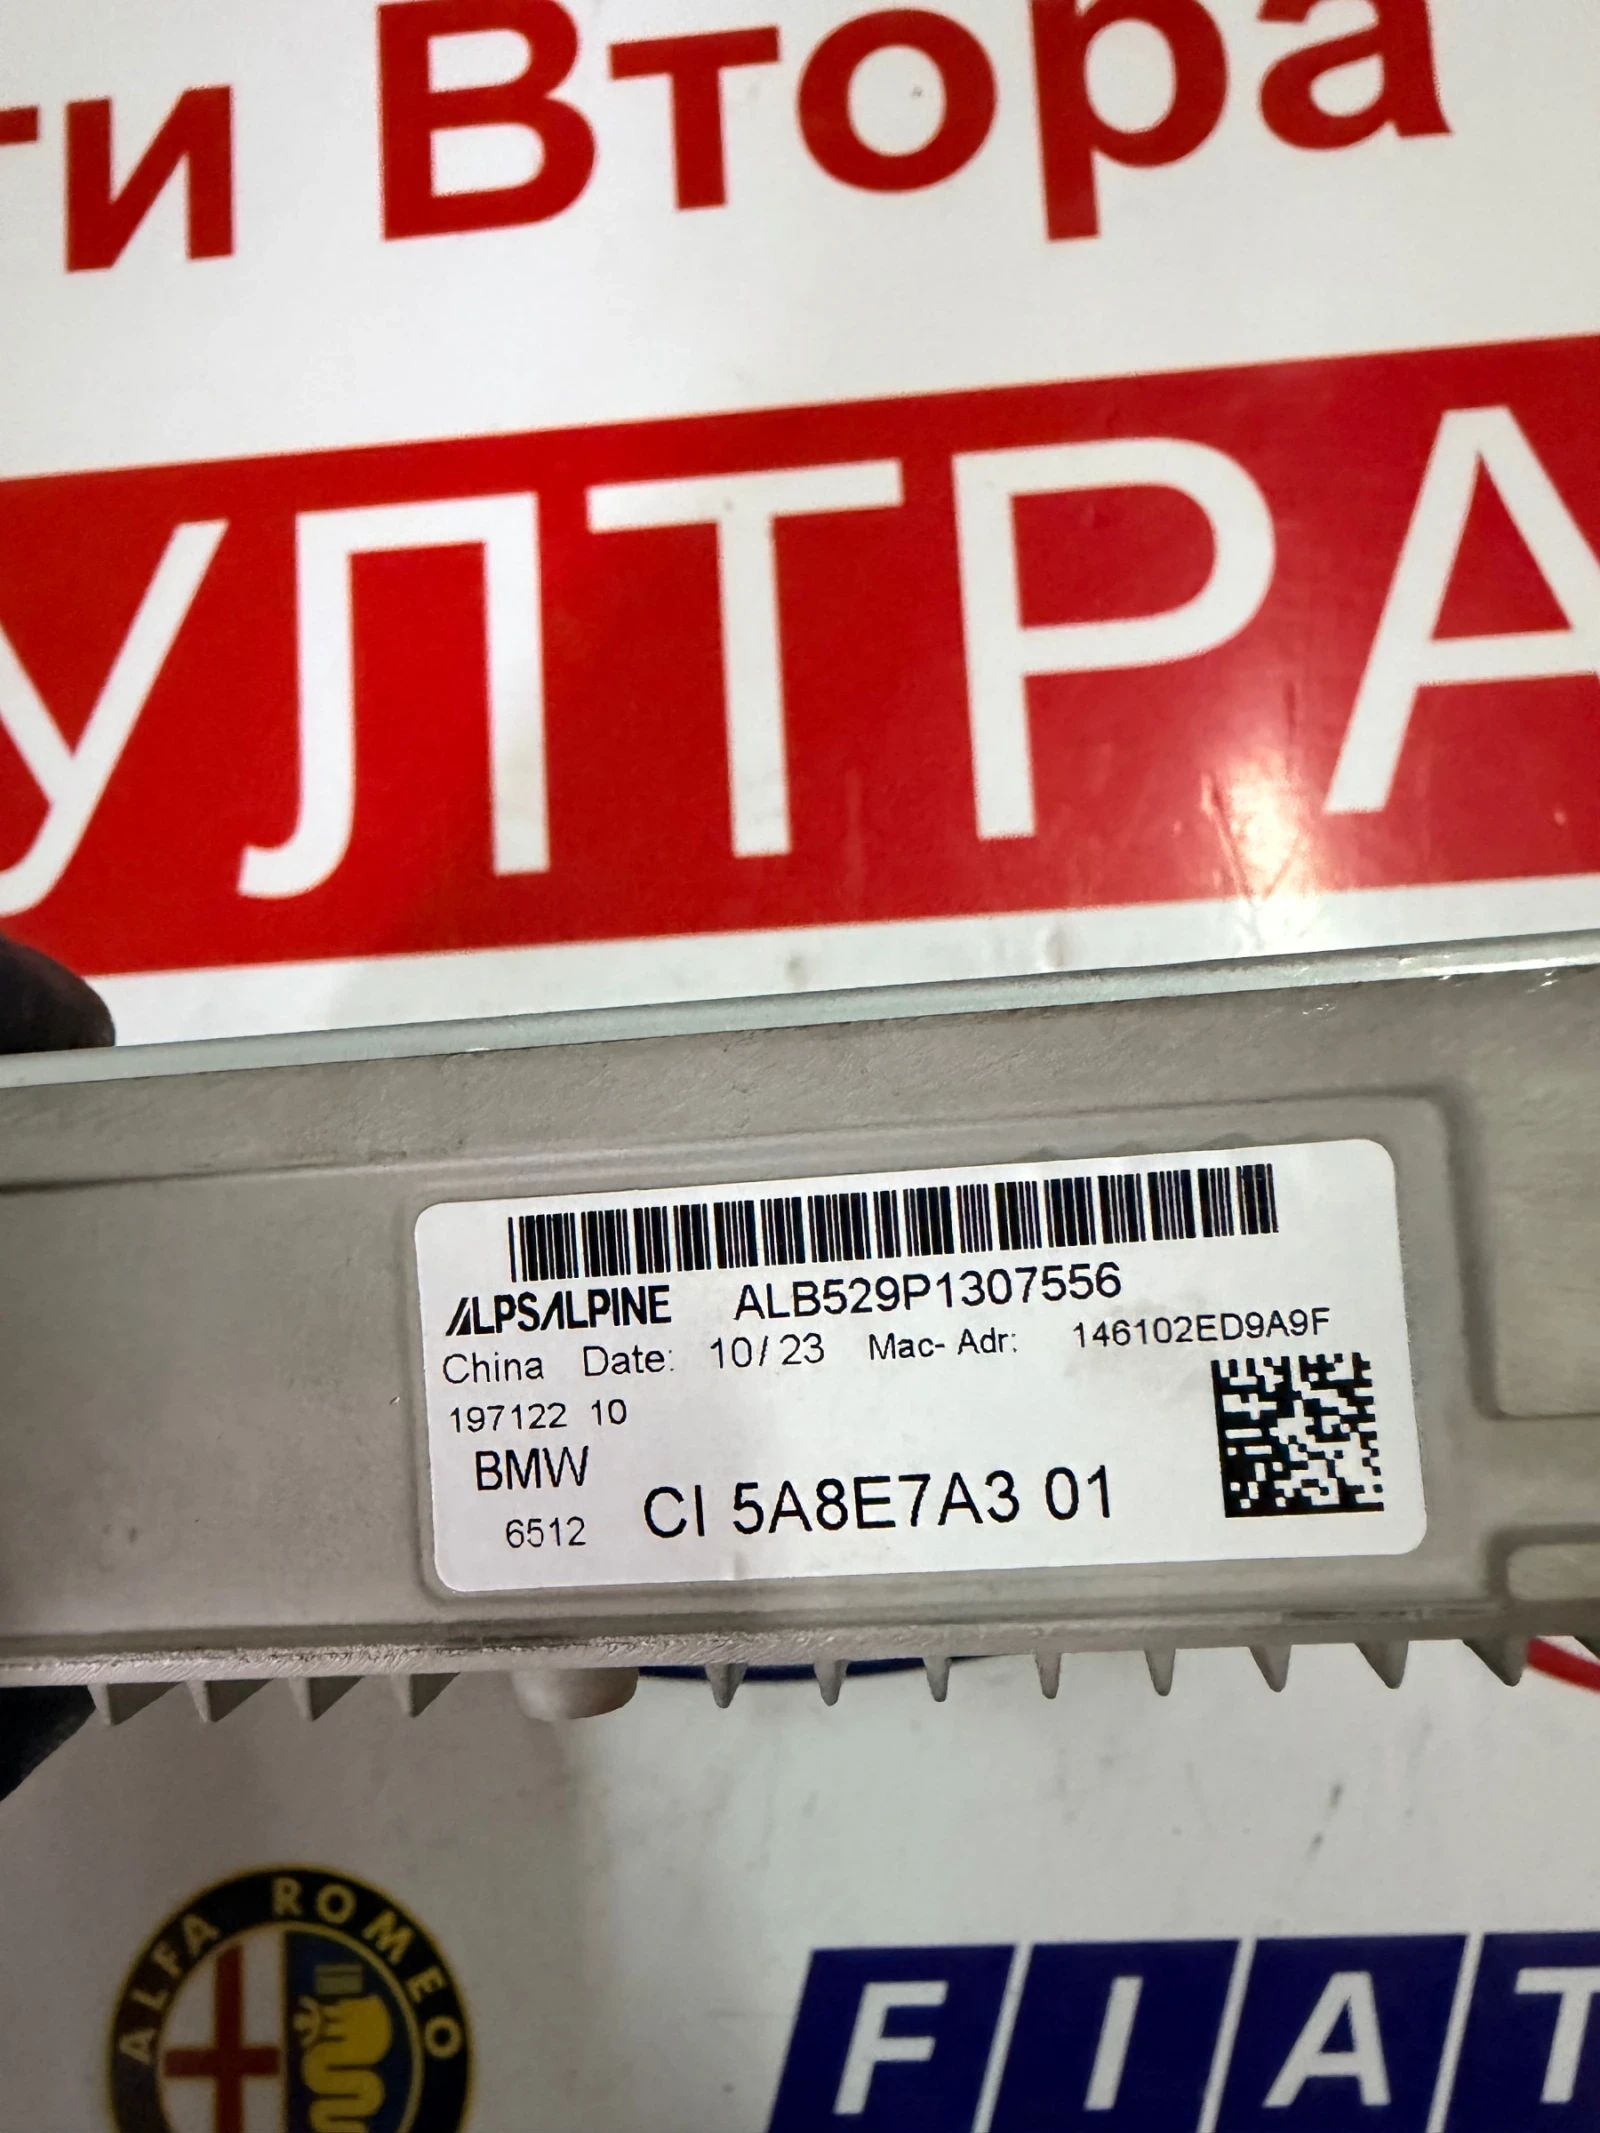 ти Втора
УЛТРА
ALPSALPINE ALB529P1307556
China Date: 10/23 Mac-Adr: 146102ED9A9F
197122 10
BMW
6512 CI 5A8E7A3 01
ALFA ROMEO
FIAT